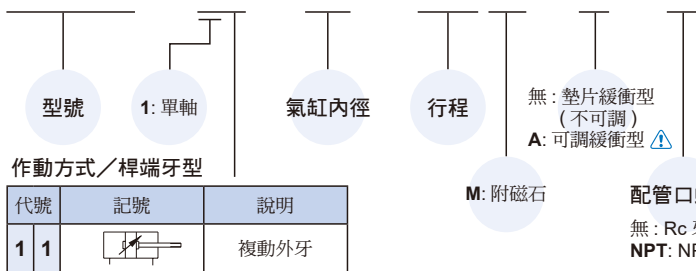 型號
1: 單軸
氣缸內徑
行程
無 : 墊片緩衝型
( 不可調 )
A: 可調緩衝型
作動方式／桿端牙型
代號 記號 說明
1 1 複動外牙
M: 附磁石
配管口
無 : Rc
NPT: